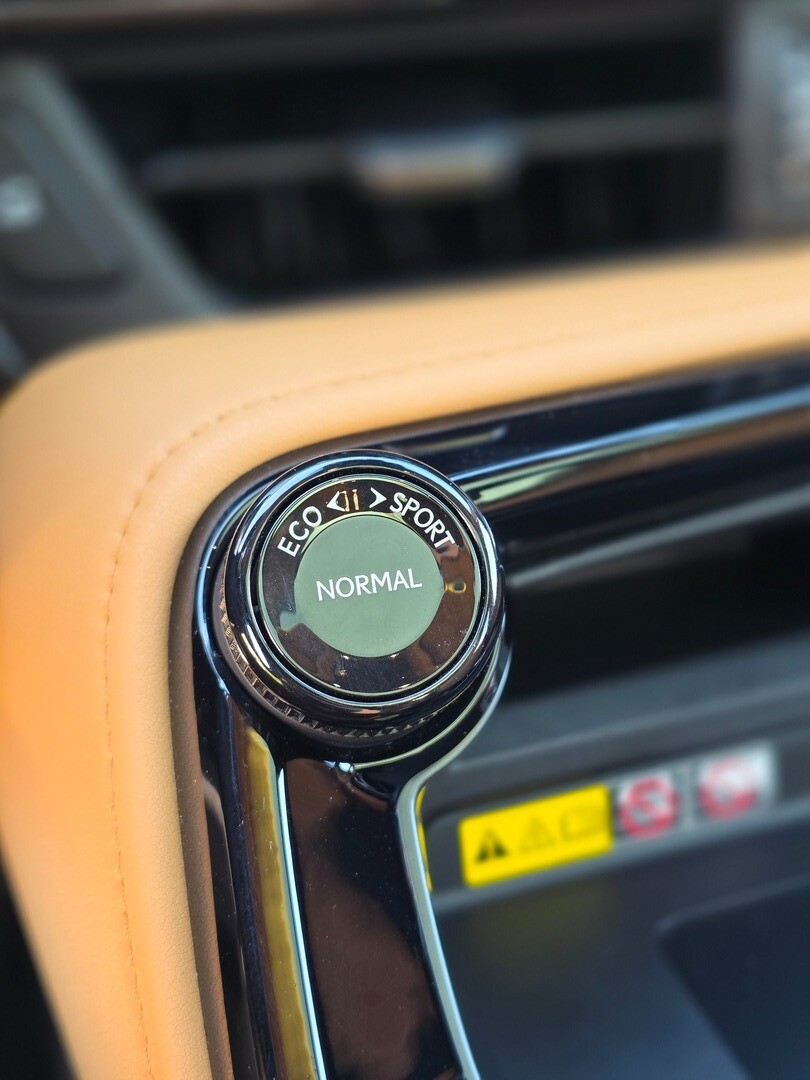 ECO < > SPORT
NORMAL